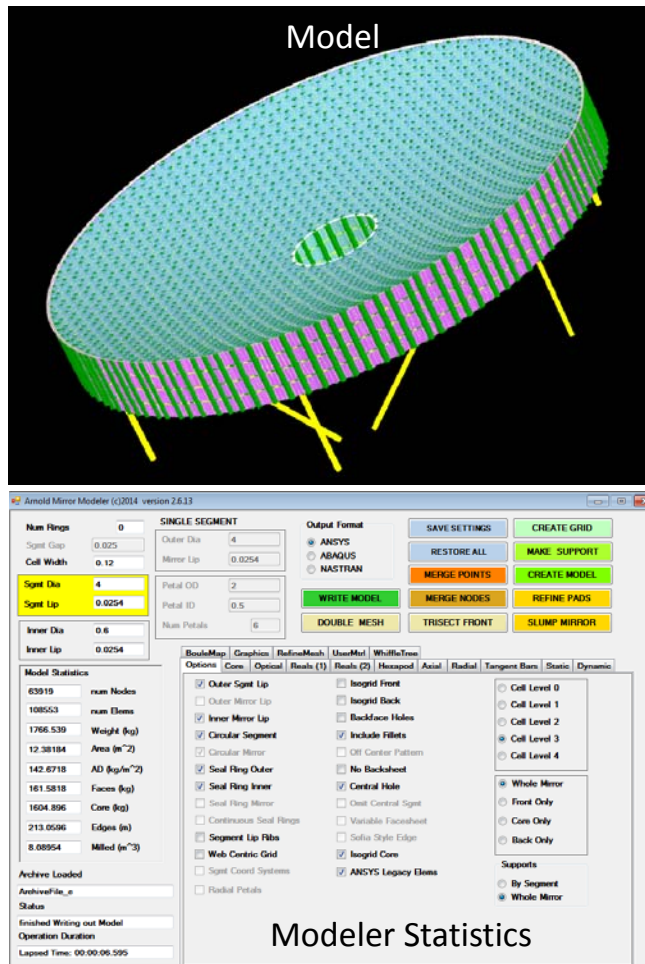 Model
Arnold Mirror Modeler (c)2014 version 2.6.13
Num Rings 0
Sgmt Gap 0.025
Cell Width 0.12
Sgmt Dia 4
Sgmt Lip 0.0254
Inner Dia 0.6
Inner Lip 0.0254
SINGLE SEGMENT
Outer Dia 4
Mirror Lip 0.0254
Petal OD 2
Petal ID 0.5
Num Petals 6
Output Format
ANSYS
ABAQUS
NASTRAN
WRITE MODEL
DOUBLE MESH
SAVE SETTINGS
RESTORE ALL
MERGE POINTS
MERGE NODES
TRISECT FRONT
CREATE GRID
MAKE SUPPORT
CREATE MODEL
REFINE PADS
SLUMP MIRROR
Model Statistics
63919 num Nodes
108553 num Elems
1766.539 Weight (kg)
12.38184 Area (m^2)
142.6718 AD (kg/m^2)
161.5818 Faces (kg)
1604.896 Core (kg)
213.0596 Edges (m)
8.08954 Milled (m^3)
Archive Loaded
ArchiveFile_e
Status
finished Writing out Model
Operation Duration
Lapsed Time: 00:00:06.595
BouleMap Graphics RefineMesh UserMtrl WhiffleTree
Options Core Optical Reals (1) Reals (2) Hexapod Axial Radial Tangent Bars Static Dynamic
Outer Sgmt Lip
Outer Mirror Lip
Inner Mirror Lip
Circular Segment
Circular Mirror
Seal Ring Outer
Seal Ring Inner
Seal Ring Mirror
Continuous Seal Rings
Segment Lip Ribs
Web Centric Grid
Sgmt Coord Systems
Radial Petals
Isogrid Front
Isogrid Back
Backface Holes
Include Fillets
Off Center Pattern
No Backsheet
Central Hole
Omit Central Sgmt
Variable Facesheet
Sofia Style Edge
Isogrid Core
ANSYS Legacy Elems
Cell Level 0
Cell Level 1
Cell Level 2
Cell Level 3
Cell Level 4
Whole Mirror
Front Only
Core Only
Back Only
Supports
By Segment
Whole Mirror
Modeler Statistics